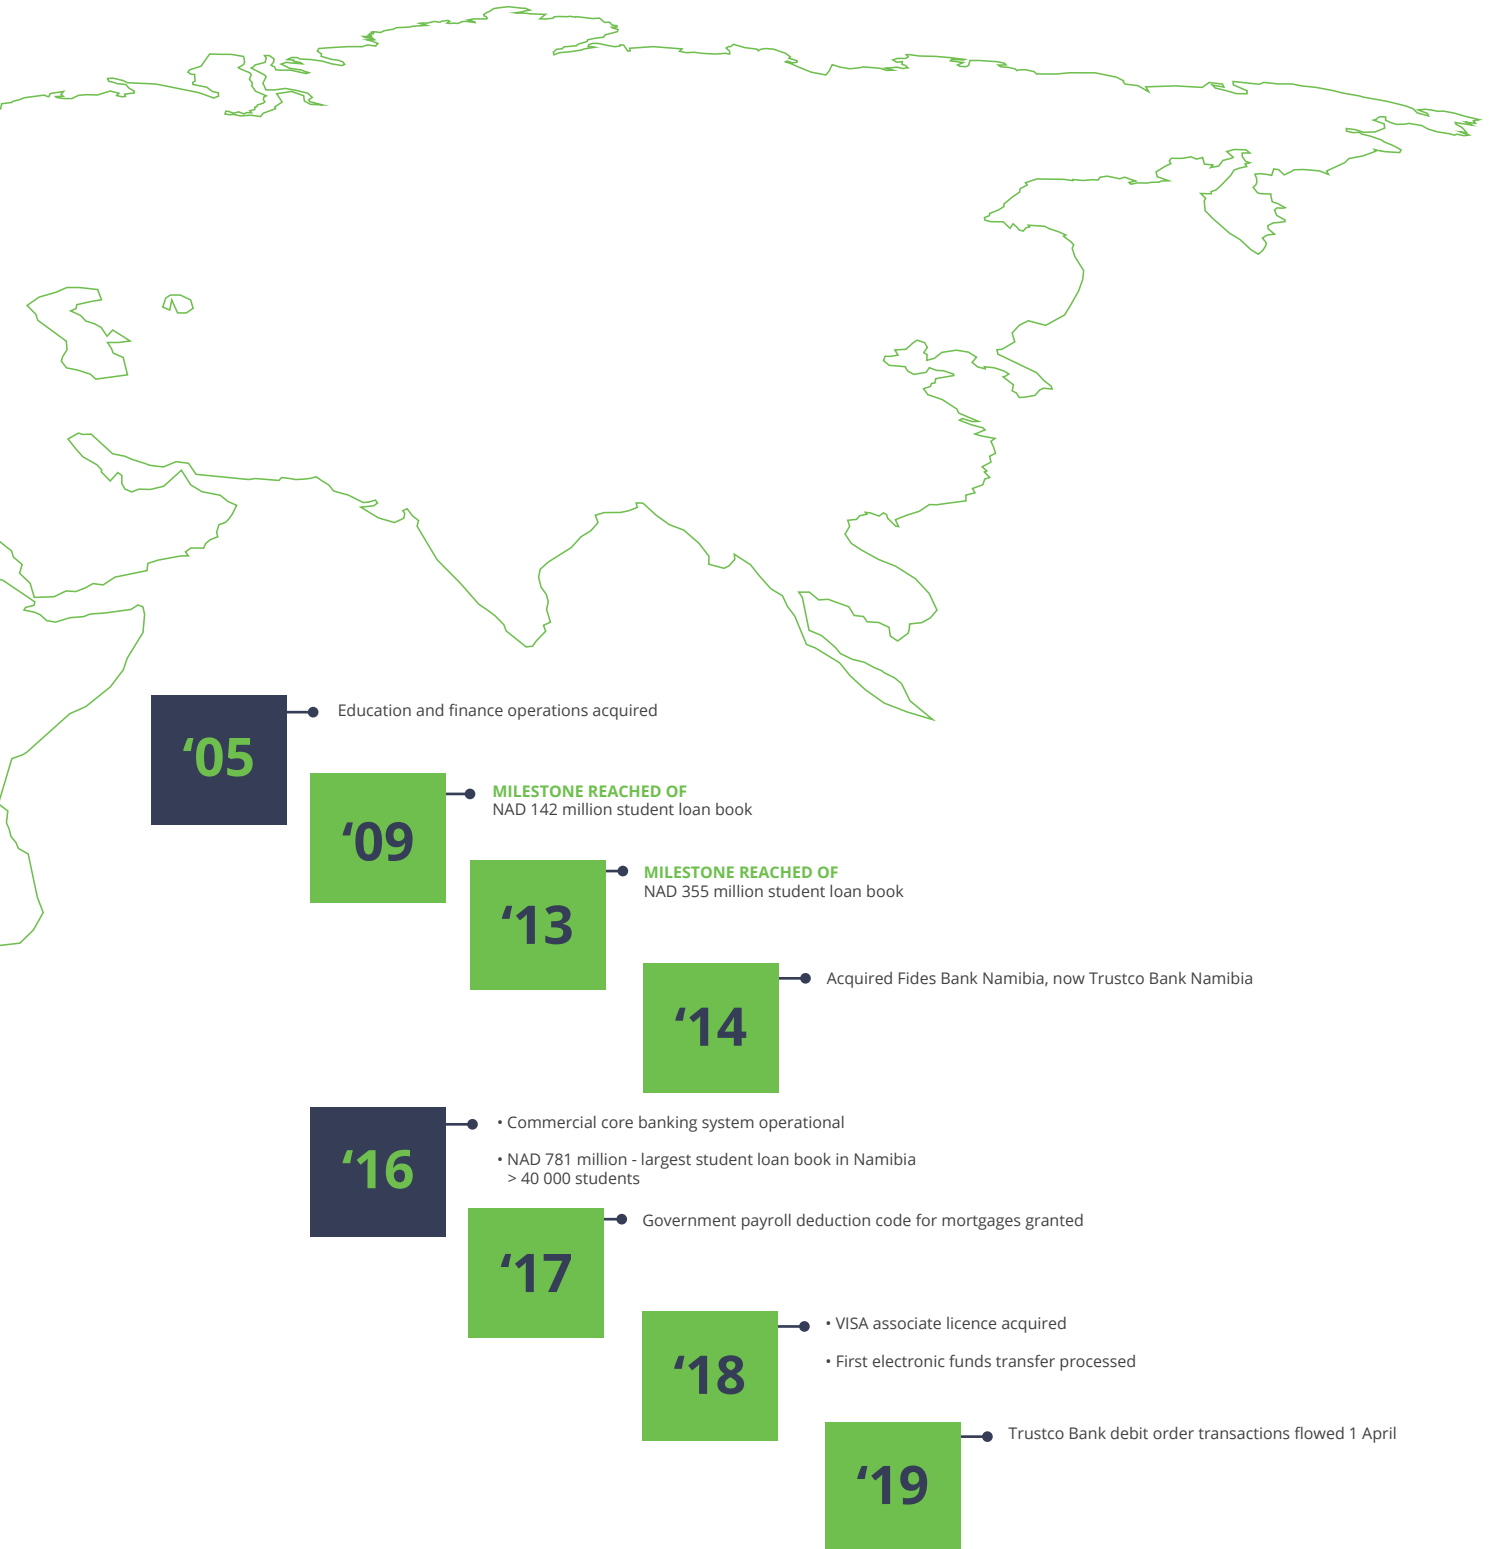 ‘05
Education and finance operations acquired
‘09
MILESTONE REACHED OF
NAD 142 million student loan book
‘13
MILESTONE REACHED OF
NAD 355 million student loan book
‘14
Acquired Fides Bank Namibia, now Trustco Bank Namibia
‘16
• Commercial core banking system operational
• NAD 781 million - largest student loan book in Namibia
> 40 000 students
‘17
Government payroll deduction code for mortgages granted
‘18
• VISA associate licence acquired
• First electronic funds transfer processed
‘19
Trustco Bank debit order transactions flowed 1 April